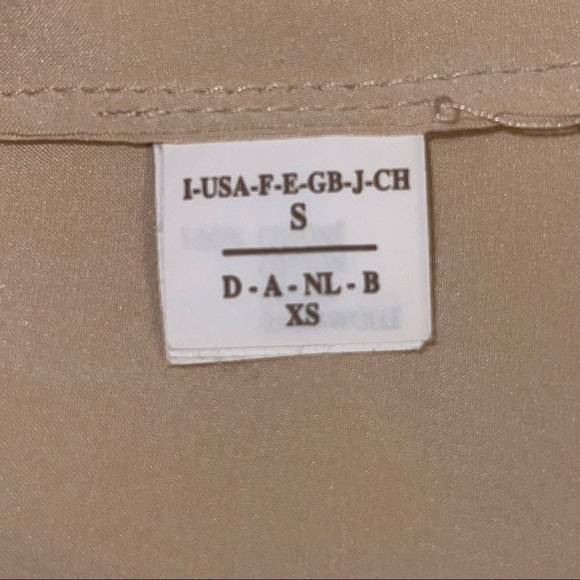 I-USA-F-E-GB-J-CH
S
D - A - NL - B
XS